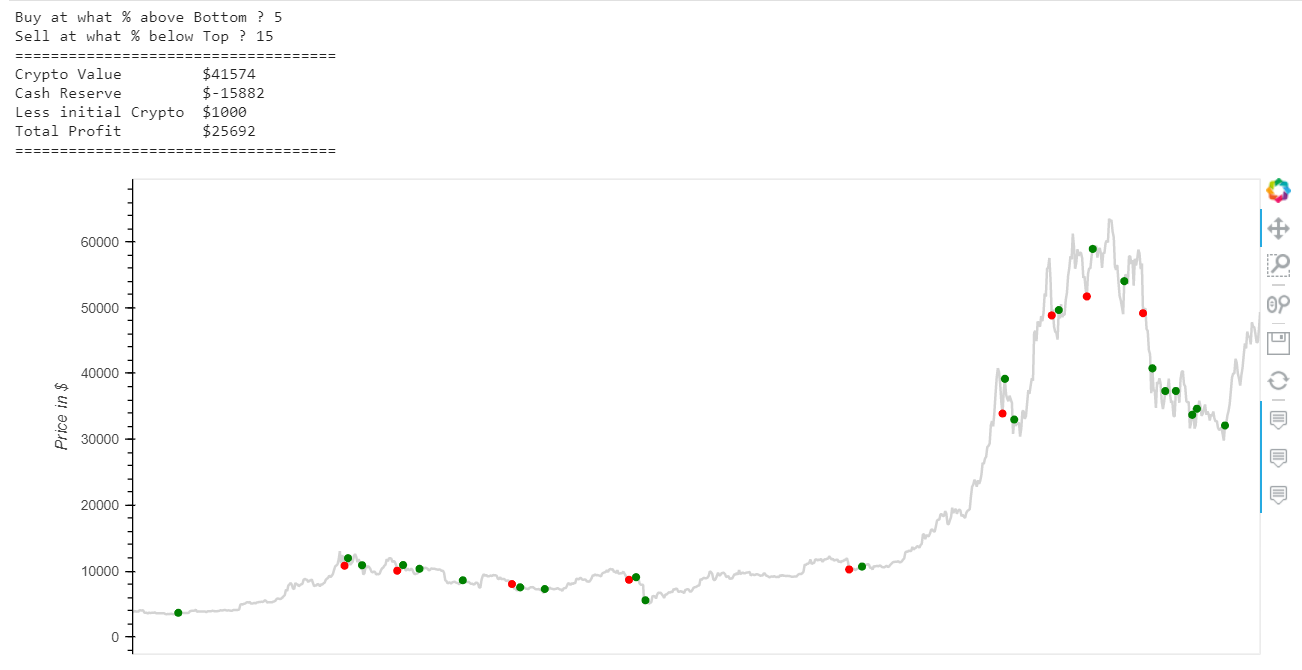 Buy at what % above Bottom ? 5
Sell at what % below Top ? 15
====================================
Crypto Value $41574
Cash Reserve $-15882
Less initial Crypto $1000
Total Profit $25692
====================================
60000
50000
40000
30000
20000
10000
0
Price in $